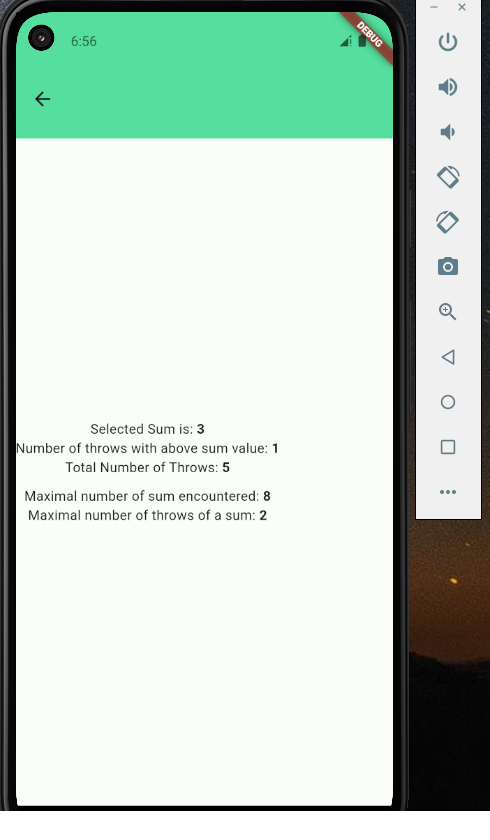 6:56
DEBUG
Selected Sum is: 3
Number of throws with above sum value: 1
Total Number of Throws: 5
Maximal number of sum encountered: 8
Maximal number of throws of a sum: 2